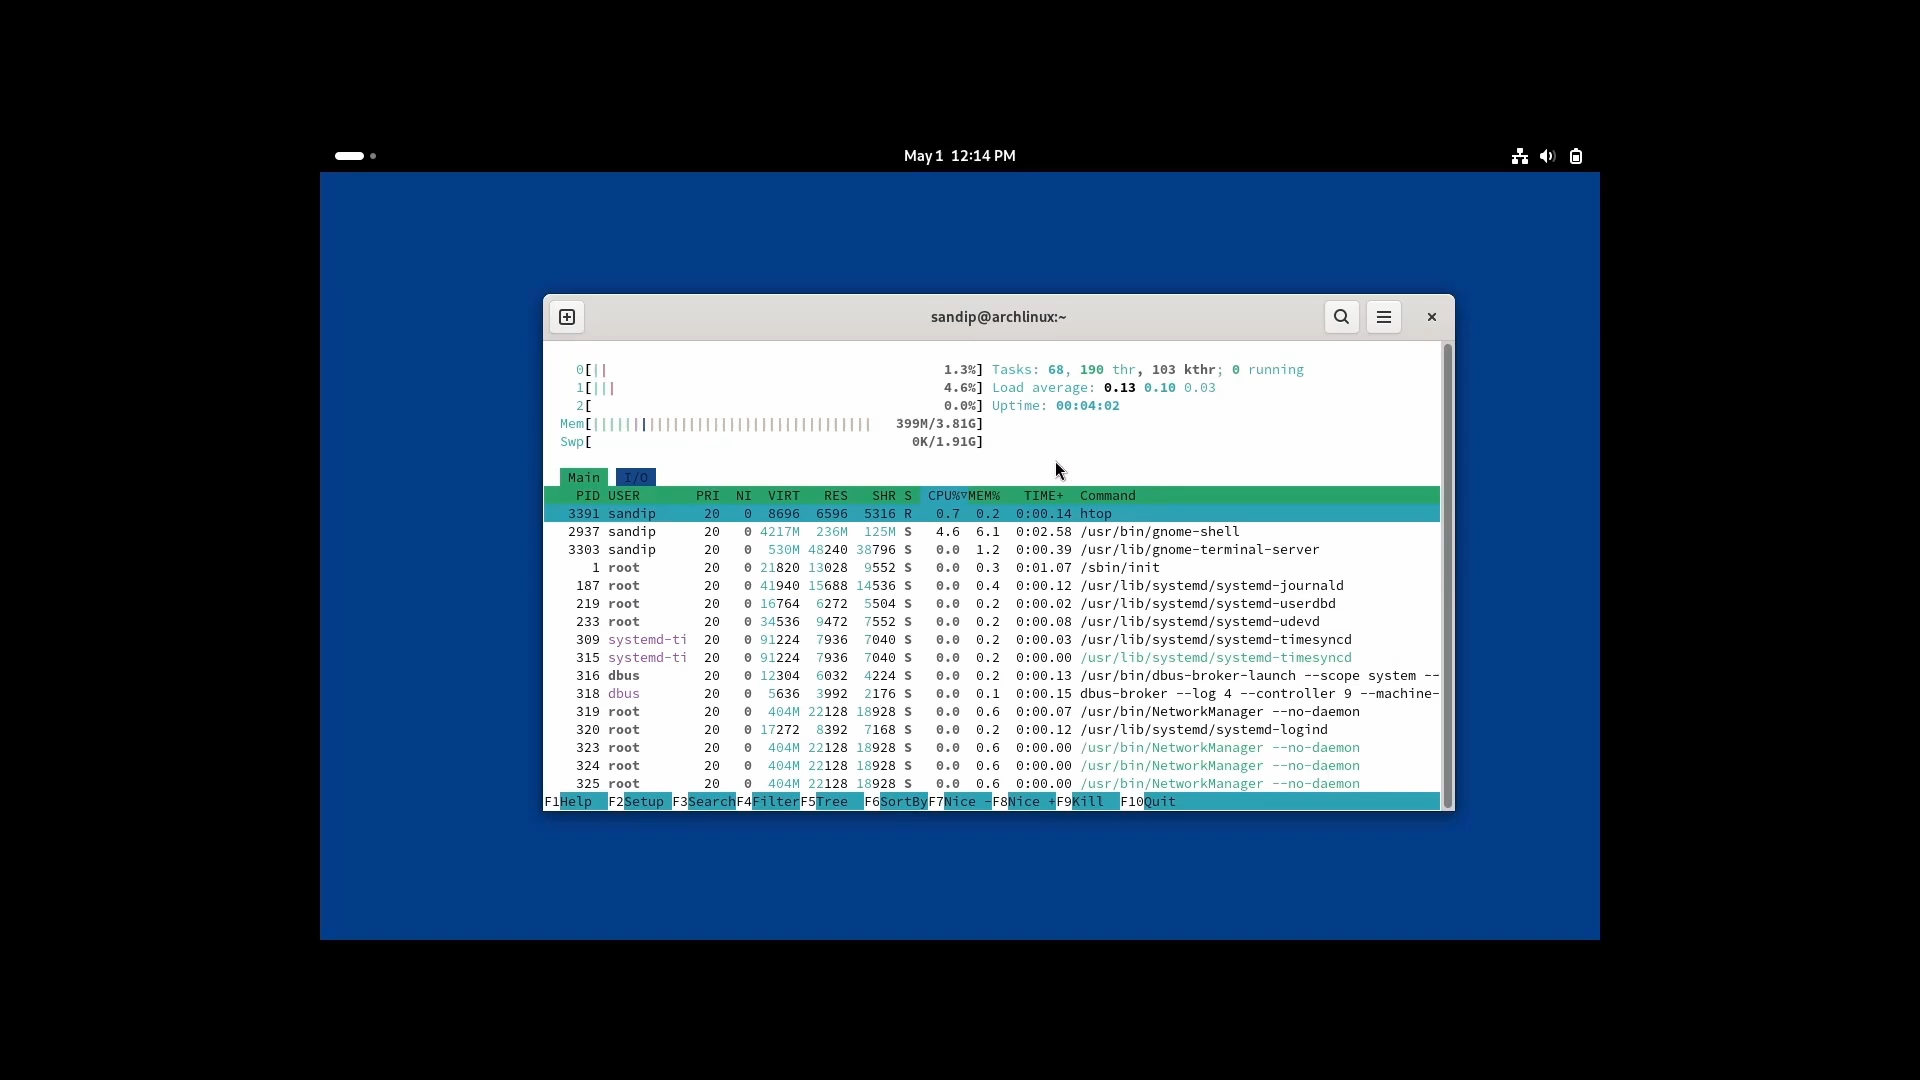 May 1 12:14 PM
sandip@archlinux:~
0[|| 1.3%] Tasks: 68, 190 thr, 103 kthr; 0 running
1[||| 4.6%] Load average: 0.13 0.10 0.03
2[ 0.0%] Uptime: 00:04:02
Mem[||||||||||||||||||||||||||||||||||| 399M/3.81G]
Swp[ 0K/1.91G]
Main I/O
PID USER PRI NI VIRT RES SHR S CPU%▽MEM% TIME+ Command
3391 sandip 20 0 8696 6596 5316 R 0.7 0.2 0:00.14 htop
2937 sandip 20 0 4217M 236M 125M S 4.6 6.1 0:02.58 /usr/bin/gnome-shell
3303 sandip 20 0 530M 48240 38796 S 0.0 1.2 0:00.39 /usr/lib/gnome-terminal-server
1 root 20 0 21820 13028 9552 S 0.0 0.3 0:01.07 /sbin/init
187 root 20 0 41940 15688 14536 S 0.0 0.4 0:00.12 /usr/lib/systemd/systemd-journald
219 root 20 0 16764 6272 5504 S 0.0 0.2 0:00.02 /usr/lib/systemd/systemd-userdbd
233 root 20 0 34536 9472 7552 S 0.0 0.2 0:00.08 /usr/lib/systemd/systemd-udevd
309 systemd-ti 20 0 91224 7936 7040 S 0.0 0.2 0:00.03 /usr/lib/systemd/systemd-timesyncd
315 systemd-ti 20 0 91224 7936 7040 S 0.0 0.2 0:00.00 /usr/lib/systemd/systemd-timesyncd
316 dbus 20 0 12304 6032 4224 S 0.0 0.2 0:00.13 /usr/bin/dbus-broker-launch --scope system --
318 dbus 20 0 5636 3992 2176 S 0.0 0.1 0:00.15 dbus-broker --log 4 --controller 9 --machine-
319 root 20 0 404M 22128 18928 S 0.0 0.6 0:00.07 /usr/bin/NetworkManager --no-daemon
320 root 20 0 17272 8392 7168 S 0.0 0.2 0:00.12 /usr/lib/systemd/systemd-logind
323 root 20 0 404M 22128 18928 S 0.0 0.6 0:00.00 /usr/bin/NetworkManager --no-daemon
324 root 20 0 404M 22128 18928 S 0.0 0.6 0:00.00 /usr/bin/NetworkManager --no-daemon
325 root 20 0 404M 22128 18928 S 0.0 0.6 0:00.00 /usr/bin/NetworkManager --no-daemon
F1Help F2Setup F3SearchF4FilterF5Tree F6SortByF7Nice -F8Nice +F9Kill F10Quit